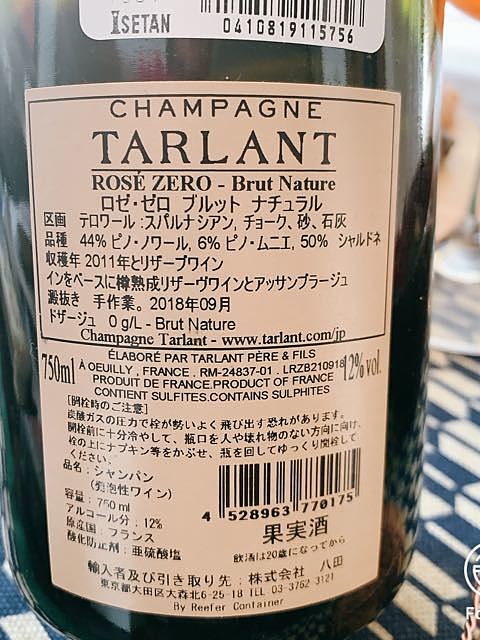 ISETAN
0410819115756
CHAMPAGNE
TARLANT
ROSÉ ZERO - Brut Nature
ロゼ・ゼロ ブルット ナチュラル
区画 テロワール:スパルナシアン, チョーク、砂、石灰
品種 44% ピノ・ノワール, 6% ピノ・ムニエ, 50% シャルドネ
収穫年 2011年とリザーブワイン
インをベースに樽熟成リザーヴワインとアッサンブラージュ
澱抜き 手作業。2018年09月
ドザージュ 0 g/L - Brut Nature
Champagne Tarlant - www.tarlant.com/jp
750ml
ÉLABORÉ PAR TARLANT PÈRE & FILS
À OEUILLY , FRANCE . RM-24837-01 . LRZB210918
12% vol.
PRODUIT DE FRANCE.PRODUCT OF FRANCE
CONTIENT SULFITES.CONTAINS SULPHITES
[開栓時のご注意]
炭酸ガスの圧力で栓が勢いよく飛び出す恐れがあります。
開栓前に十分冷やして、瓶口を人や壊れ物のない方向に向け、
栓の上にナプキン等をかぶせ、瓶を回してゆっくり開栓して
ください。
品名:シャンパン
(発泡性ワイン)
容量:750ml
アルコール分:12%
原産国:フランス
酸化防止剤:亜硫酸塩
4 528963 770175
果実酒
飲酒は20歳になってから
輸入者及び引き取り先:株式会社 八田
東京都大田区大森北6-25-18 TEL 03-3762-3121
By Reefer Container